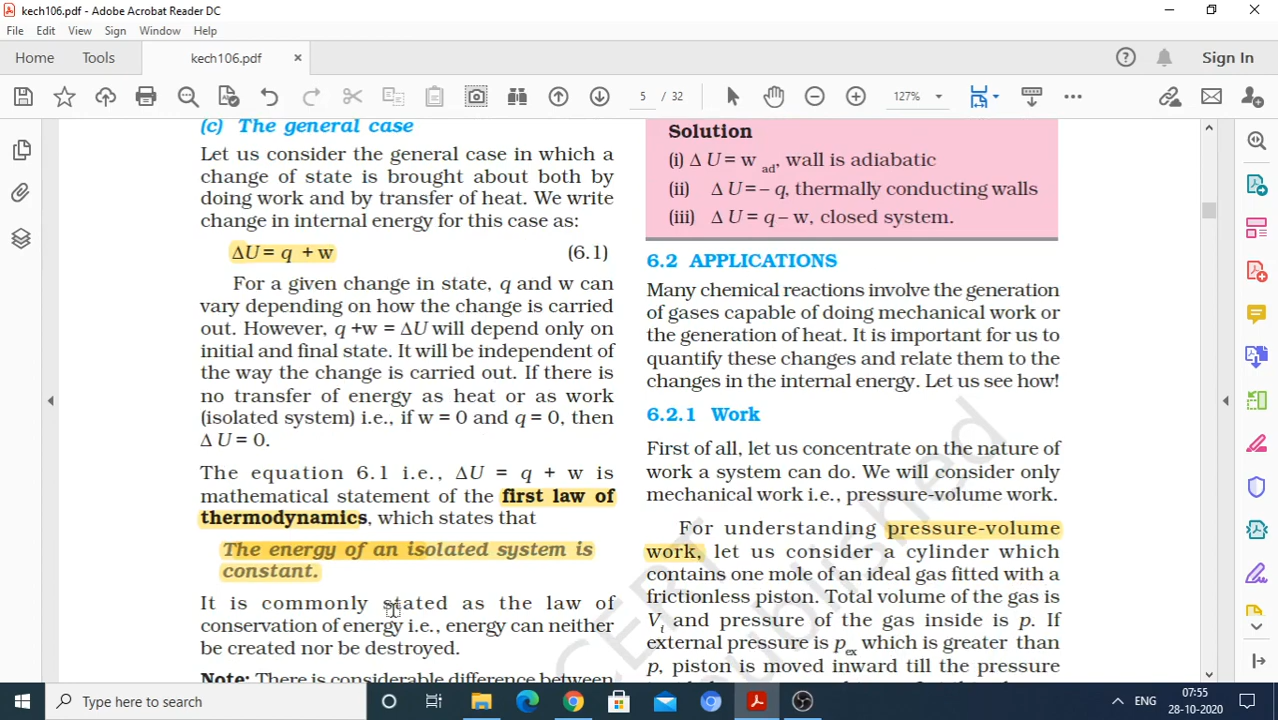 kech106.pdf - Adobe Acrobat Reader DC
File Edit View Sign Window Help
Home Tools kech106.pdf × Sign In
5 / 32 127%
(c) The general case
Let us consider the general case in which a
change of state is brought about both by
doing work and by transfer of heat. We write
change in internal energy for this case as:
ΔU = q + w (6.1)
For a given change in state, q and w can
vary depending on how the change is carried
out. However, q +w = ΔU will depend only on
initial and final state. It will be independent of
the way the change is carried out. If there is
no transfer of energy as heat or as work
(isolated system) i.e., if w = 0 and q = 0, then
Δ U = 0.
The equation 6.1 i.e., ΔU = q + w is
mathematical statement of the first law of
thermodynamics, which states that
The energy of an isolated system is
constant.
It is commonly stated as the law of
conservation of energy i.e., energy can neither
be created nor be destroyed.
Note: There is considerable difference between
Solution
(i) Δ U = w ad, wall is adiabatic
(ii) Δ U = – q, thermally conducting walls
(iii) Δ U = q – w, closed system.
6.2 APPLICATIONS
Many chemical reactions involve the generation
of gases capable of doing mechanical work or
the generation of heat. It is important for us to
quantify these changes and relate them to the
changes in the internal energy. Let us see how!
6.2.1 Work
First of all, let us concentrate on the nature of
work a system can do. We will consider only
mechanical work i.e., pressure-volume work.
For understanding pressure-volume
work, let us consider a cylinder which
contains one mole of an ideal gas fitted with a
frictionless piston. Total volume of the gas is
Vi and pressure of the gas inside is p. If
external pressure is pex which is greater than
p, piston is moved inward till the pressure
Type here to search
ENG
07:55
28-10-2020